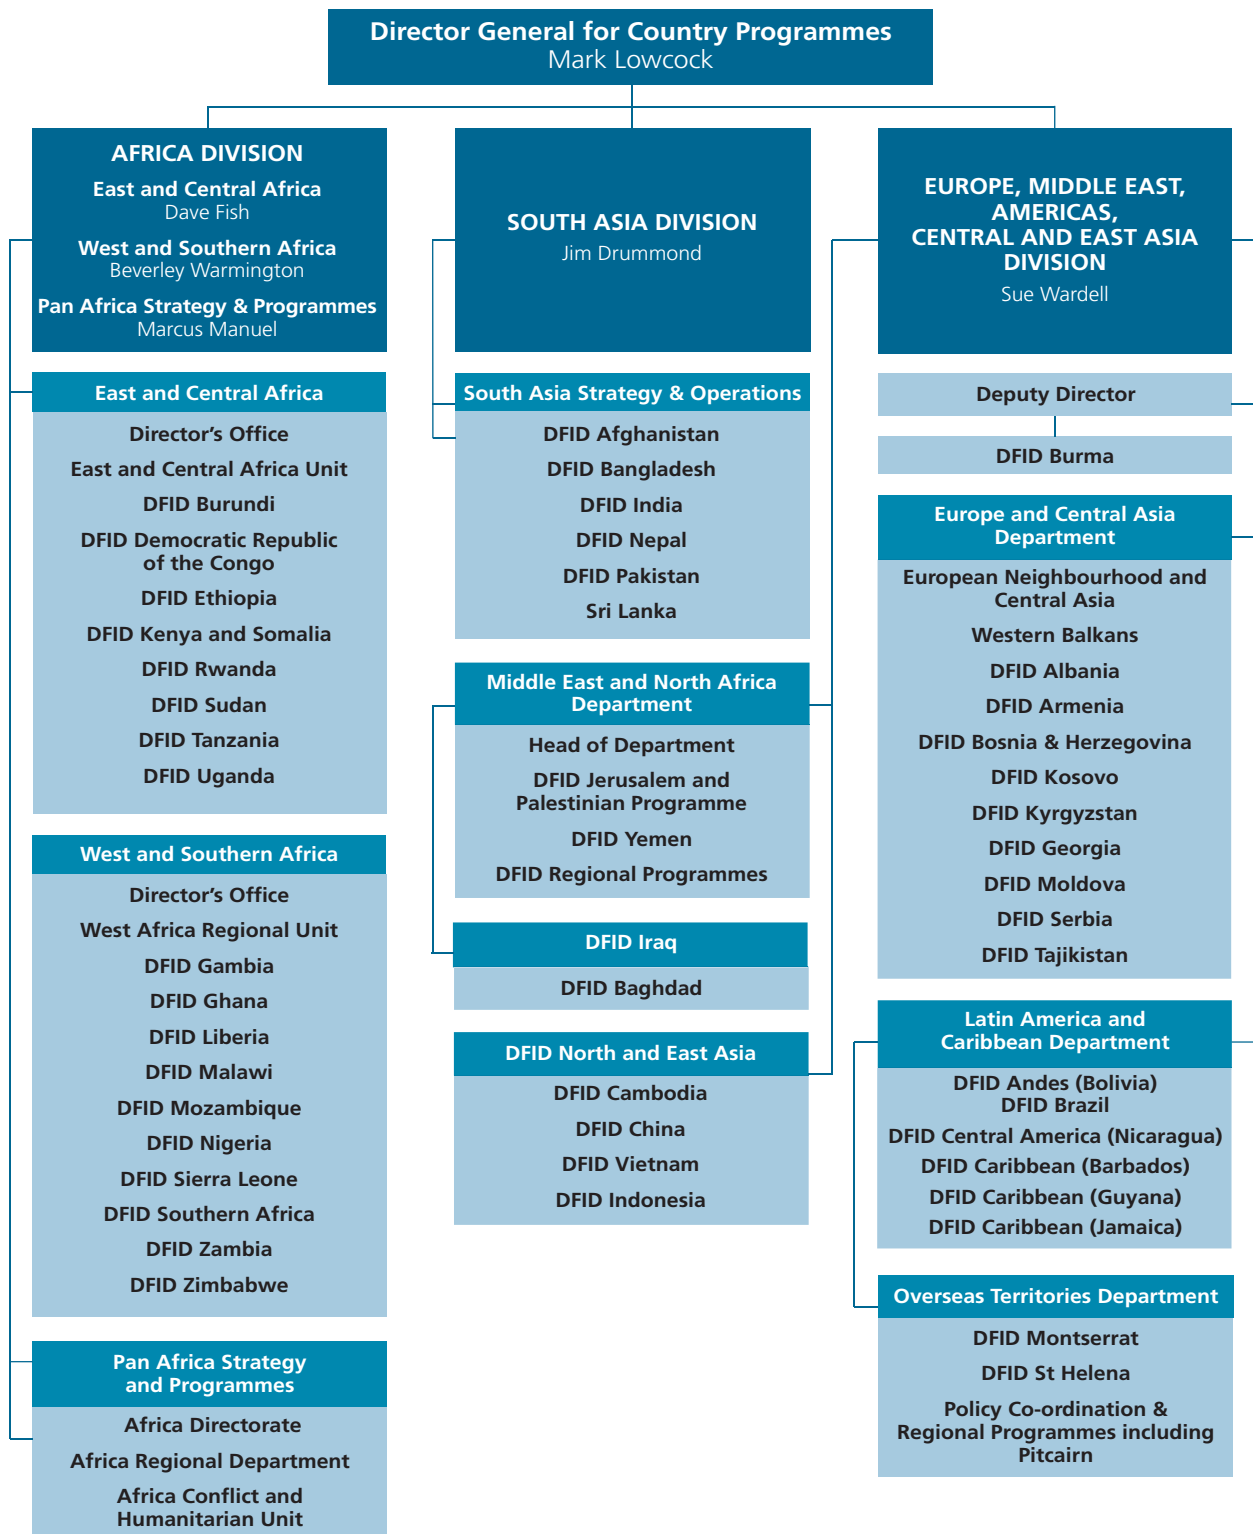 Director General for Country Programmes
Mark Lowcock
AFRICA DIVISION
East and Central Africa
Dave Fish
West and Southern Africa
Beverley Warmington
Pan Africa Strategy & Programmes
Marcus Manuel
East and Central Africa
Director’s Office
East and Central Africa Unit
DFID Burundi
DFID Democratic Republic
of the Congo
DFID Ethiopia
DFID Kenya and Somalia
DFID Rwanda
DFID Sudan
DFID Tanzania
DFID Uganda
West and Southern Africa
Director’s Office
West Africa Regional Unit
DFID Gambia
DFID Ghana
DFID Liberia
DFID Malawi
DFID Mozambique
DFID Nigeria
DFID Sierra Leone
DFID Southern Africa
DFID Zambia
DFID Zimbabwe
Pan Africa Strategy
and Programmes
Africa Directorate
Africa Regional Department
Africa Conflict and
Humanitarian Unit
SOUTH ASIA DIVISION
Jim Drummond
South Asia Strategy & Operations
DFID Afghanistan
DFID Bangladesh
DFID India
DFID Nepal
DFID Pakistan
Sri Lanka
Middle East and North Africa
Department
Head of Department
DFID Jerusalem and
Palestinian Programme
DFID Yemen
DFID Regional Programmes
DFID Iraq
DFID Baghdad
DFID North and East Asia
DFID Cambodia
DFID China
DFID Vietnam
DFID Indonesia
EUROPE, MIDDLE EAST,
AMERICAS,
CENTRAL AND EAST ASIA
DIVISION
Sue Wardell
Deputy Director
DFID Burma
Europe and Central Asia
Department
European Neighbourhood and
Central Asia
Western Balkans
DFID Albania
DFID Armenia
DFID Bosnia & Herzegovina
DFID Kosovo
DFID Kyrgyzstan
DFID Georgia
DFID Moldova
DFID Serbia
DFID Tajikistan
Latin America and
Caribbean Department
DFID Andes (Bolivia)
DFID Brazil
DFID Central America (Nicaragua)
DFID Caribbean (Barbados)
DFID Caribbean (Guyana)
DFID Caribbean (Jamaica)
Overseas Territories Department
DFID Montserrat
DFID St Helena
Policy Co-ordination &
Regional Programmes including
Pitcairn